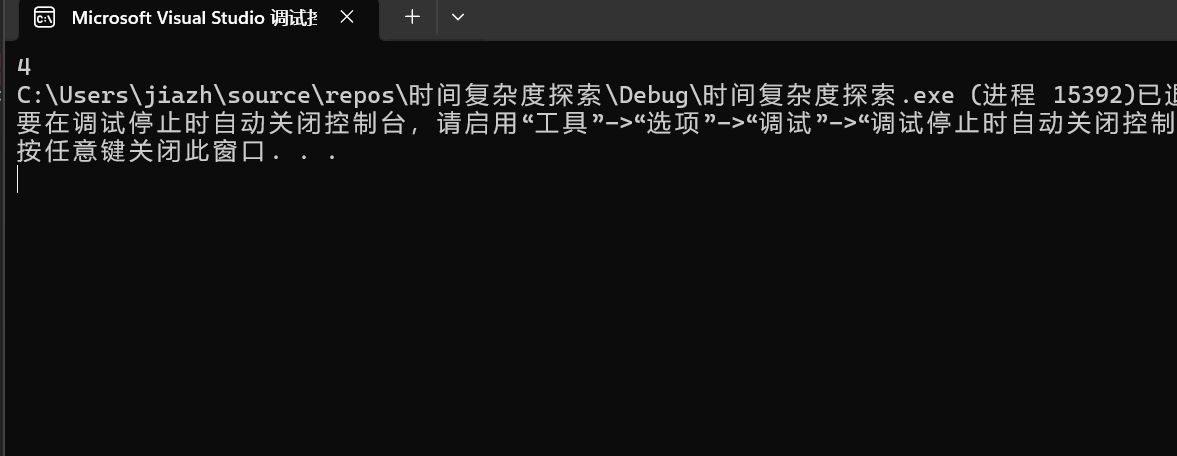 Microsoft Visual Studio 调试
4
C:\Users\jiazh\source\repos\时间复杂度探索\Debug\时间复杂度探索.exe (进程 15392)已
要在调试停止时自动关闭控制台，请启用“工具”->“选项”->“调试”->“调试停止时自动关闭控制
按任意键关闭此窗口. . .